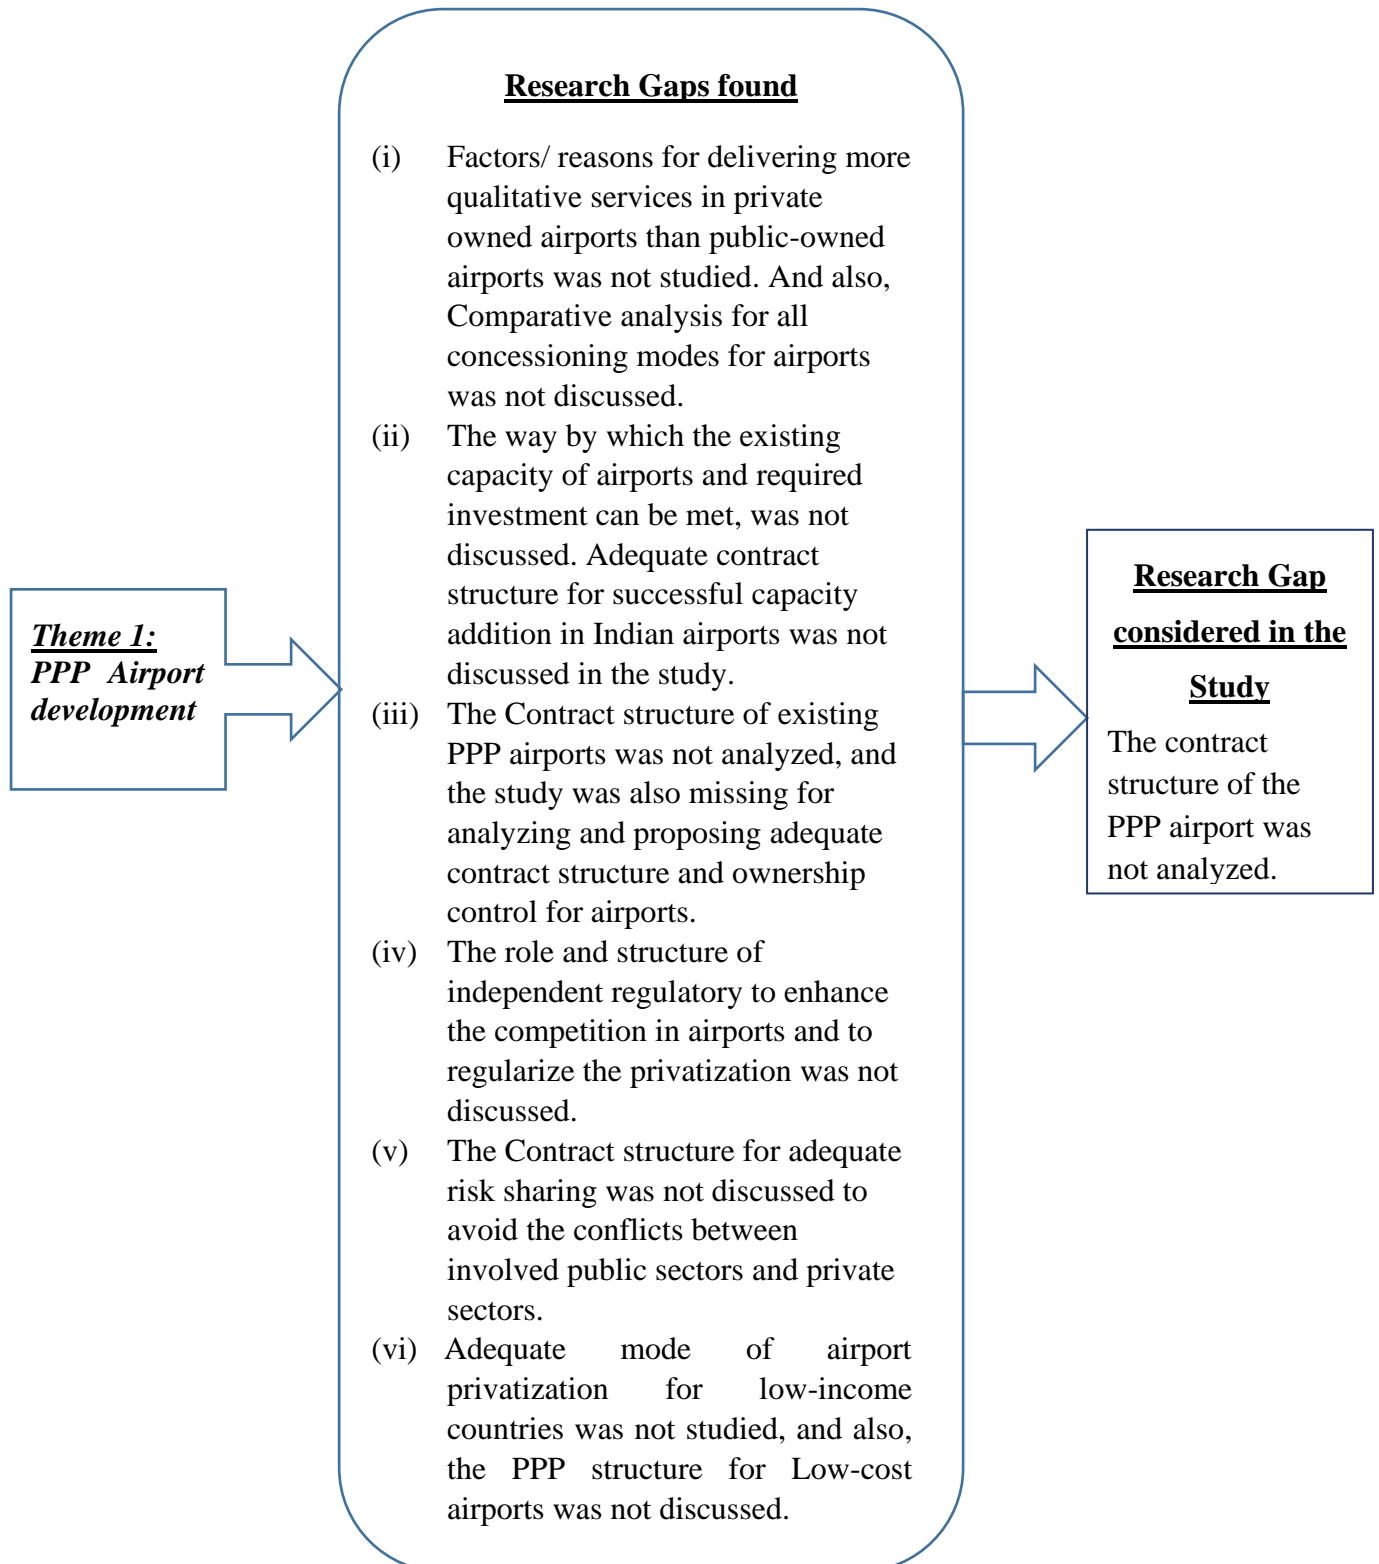 Theme 1:
PPP Airport
development
Research Gaps found
(i) Factors/ reasons for delivering more
qualitative services in private
owned airports than public-owned
airports was not studied. And also,
Comparative analysis for all
concessioning modes for airports
was not discussed.
(ii) The way by which the existing
capacity of airports and required
investment can be met, was not
discussed. Adequate contract
structure for successful capacity
addition in Indian airports was not
discussed in the study.
(iii) The Contract structure of existing
PPP airports was not analyzed, and
the study was also missing for
analyzing and proposing adequate
contract structure and ownership
control for airports.
(iv) The role and structure of
independent regulatory to enhance
the competition in airports and to
regularize the privatization was not
discussed.
(v) The Contract structure for adequate
risk sharing was not discussed to
avoid the conflicts between
involved public sectors and private
sectors.
(vi) Adequate mode of airport
privatization for low-income
countries was not studied, and also,
the PPP structure for Low-cost
airports was not discussed.
Research Gap
considered in the
Study
The contract
structure of the
PPP airport was
not analyzed.